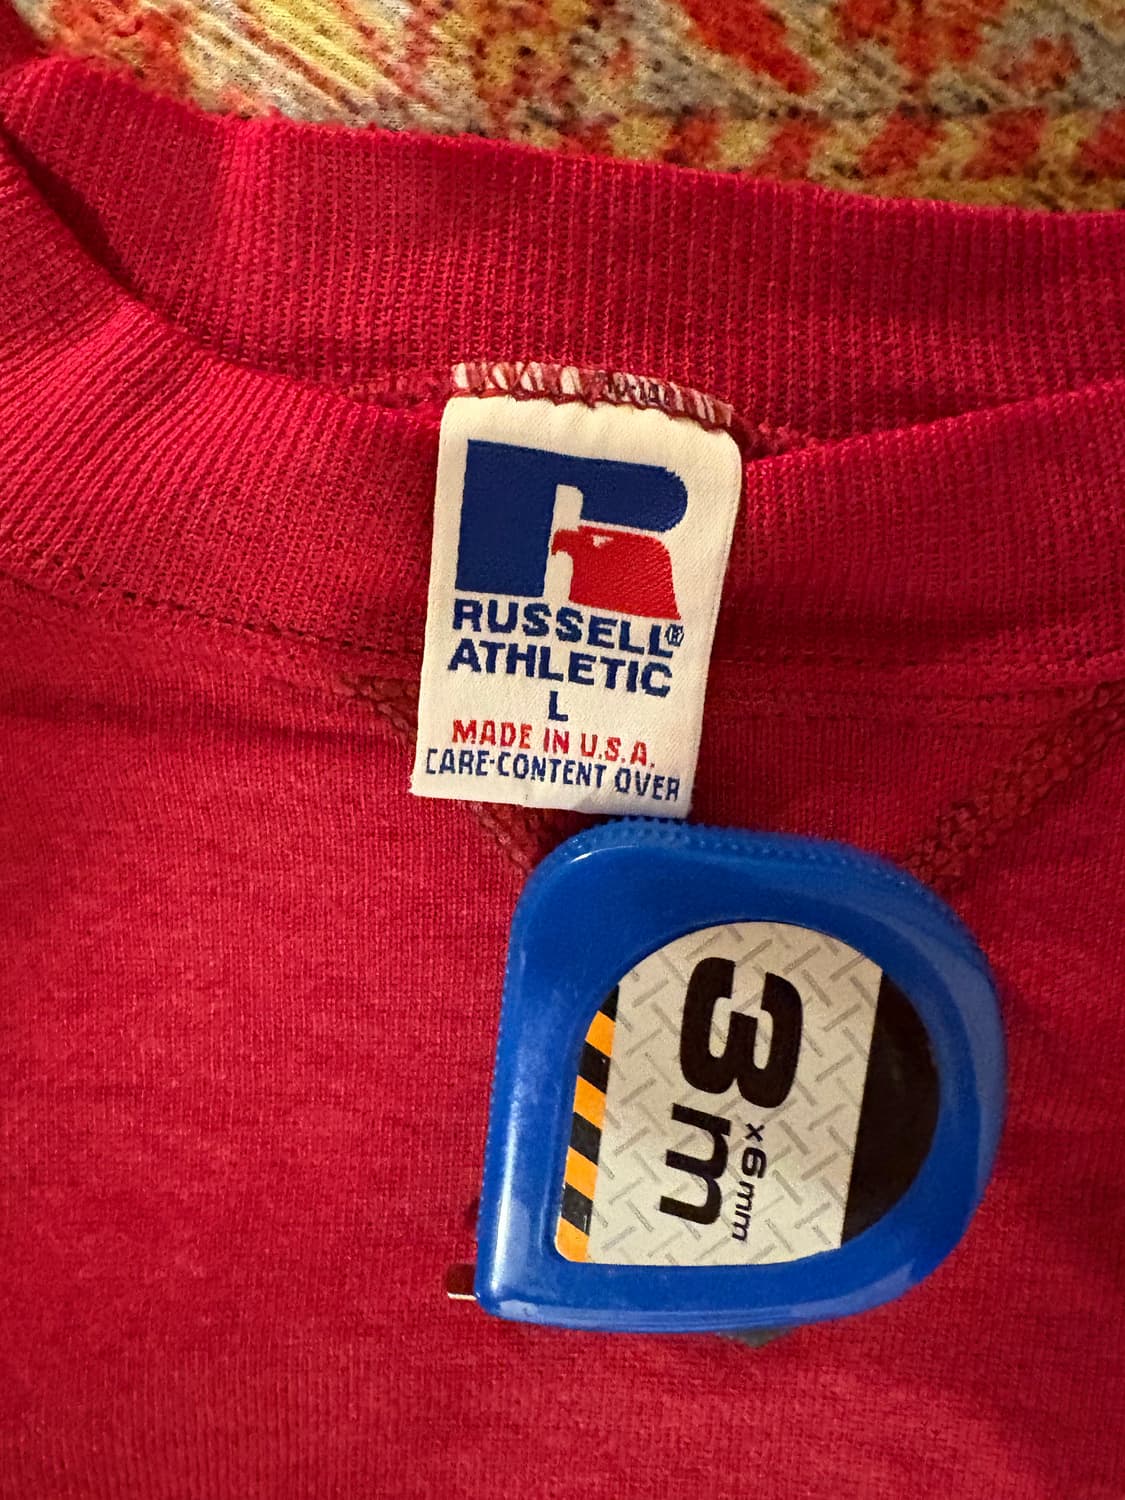 RUSSELL®
ATHLETIC
L
MADE IN U.S.A.
CARE-CONTENT OVER
3m
x6mm